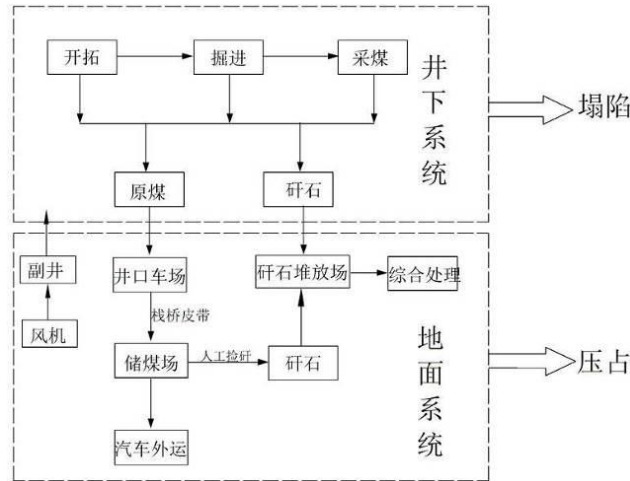 开拓
掘进
采煤
井下系统
塌陷
原煤
矸石
副井
井口车场
矸石堆放场
综合处理
栈桥皮带
风机
储煤场
人工捡矸
矸石
地面系统
压占
汽车外运